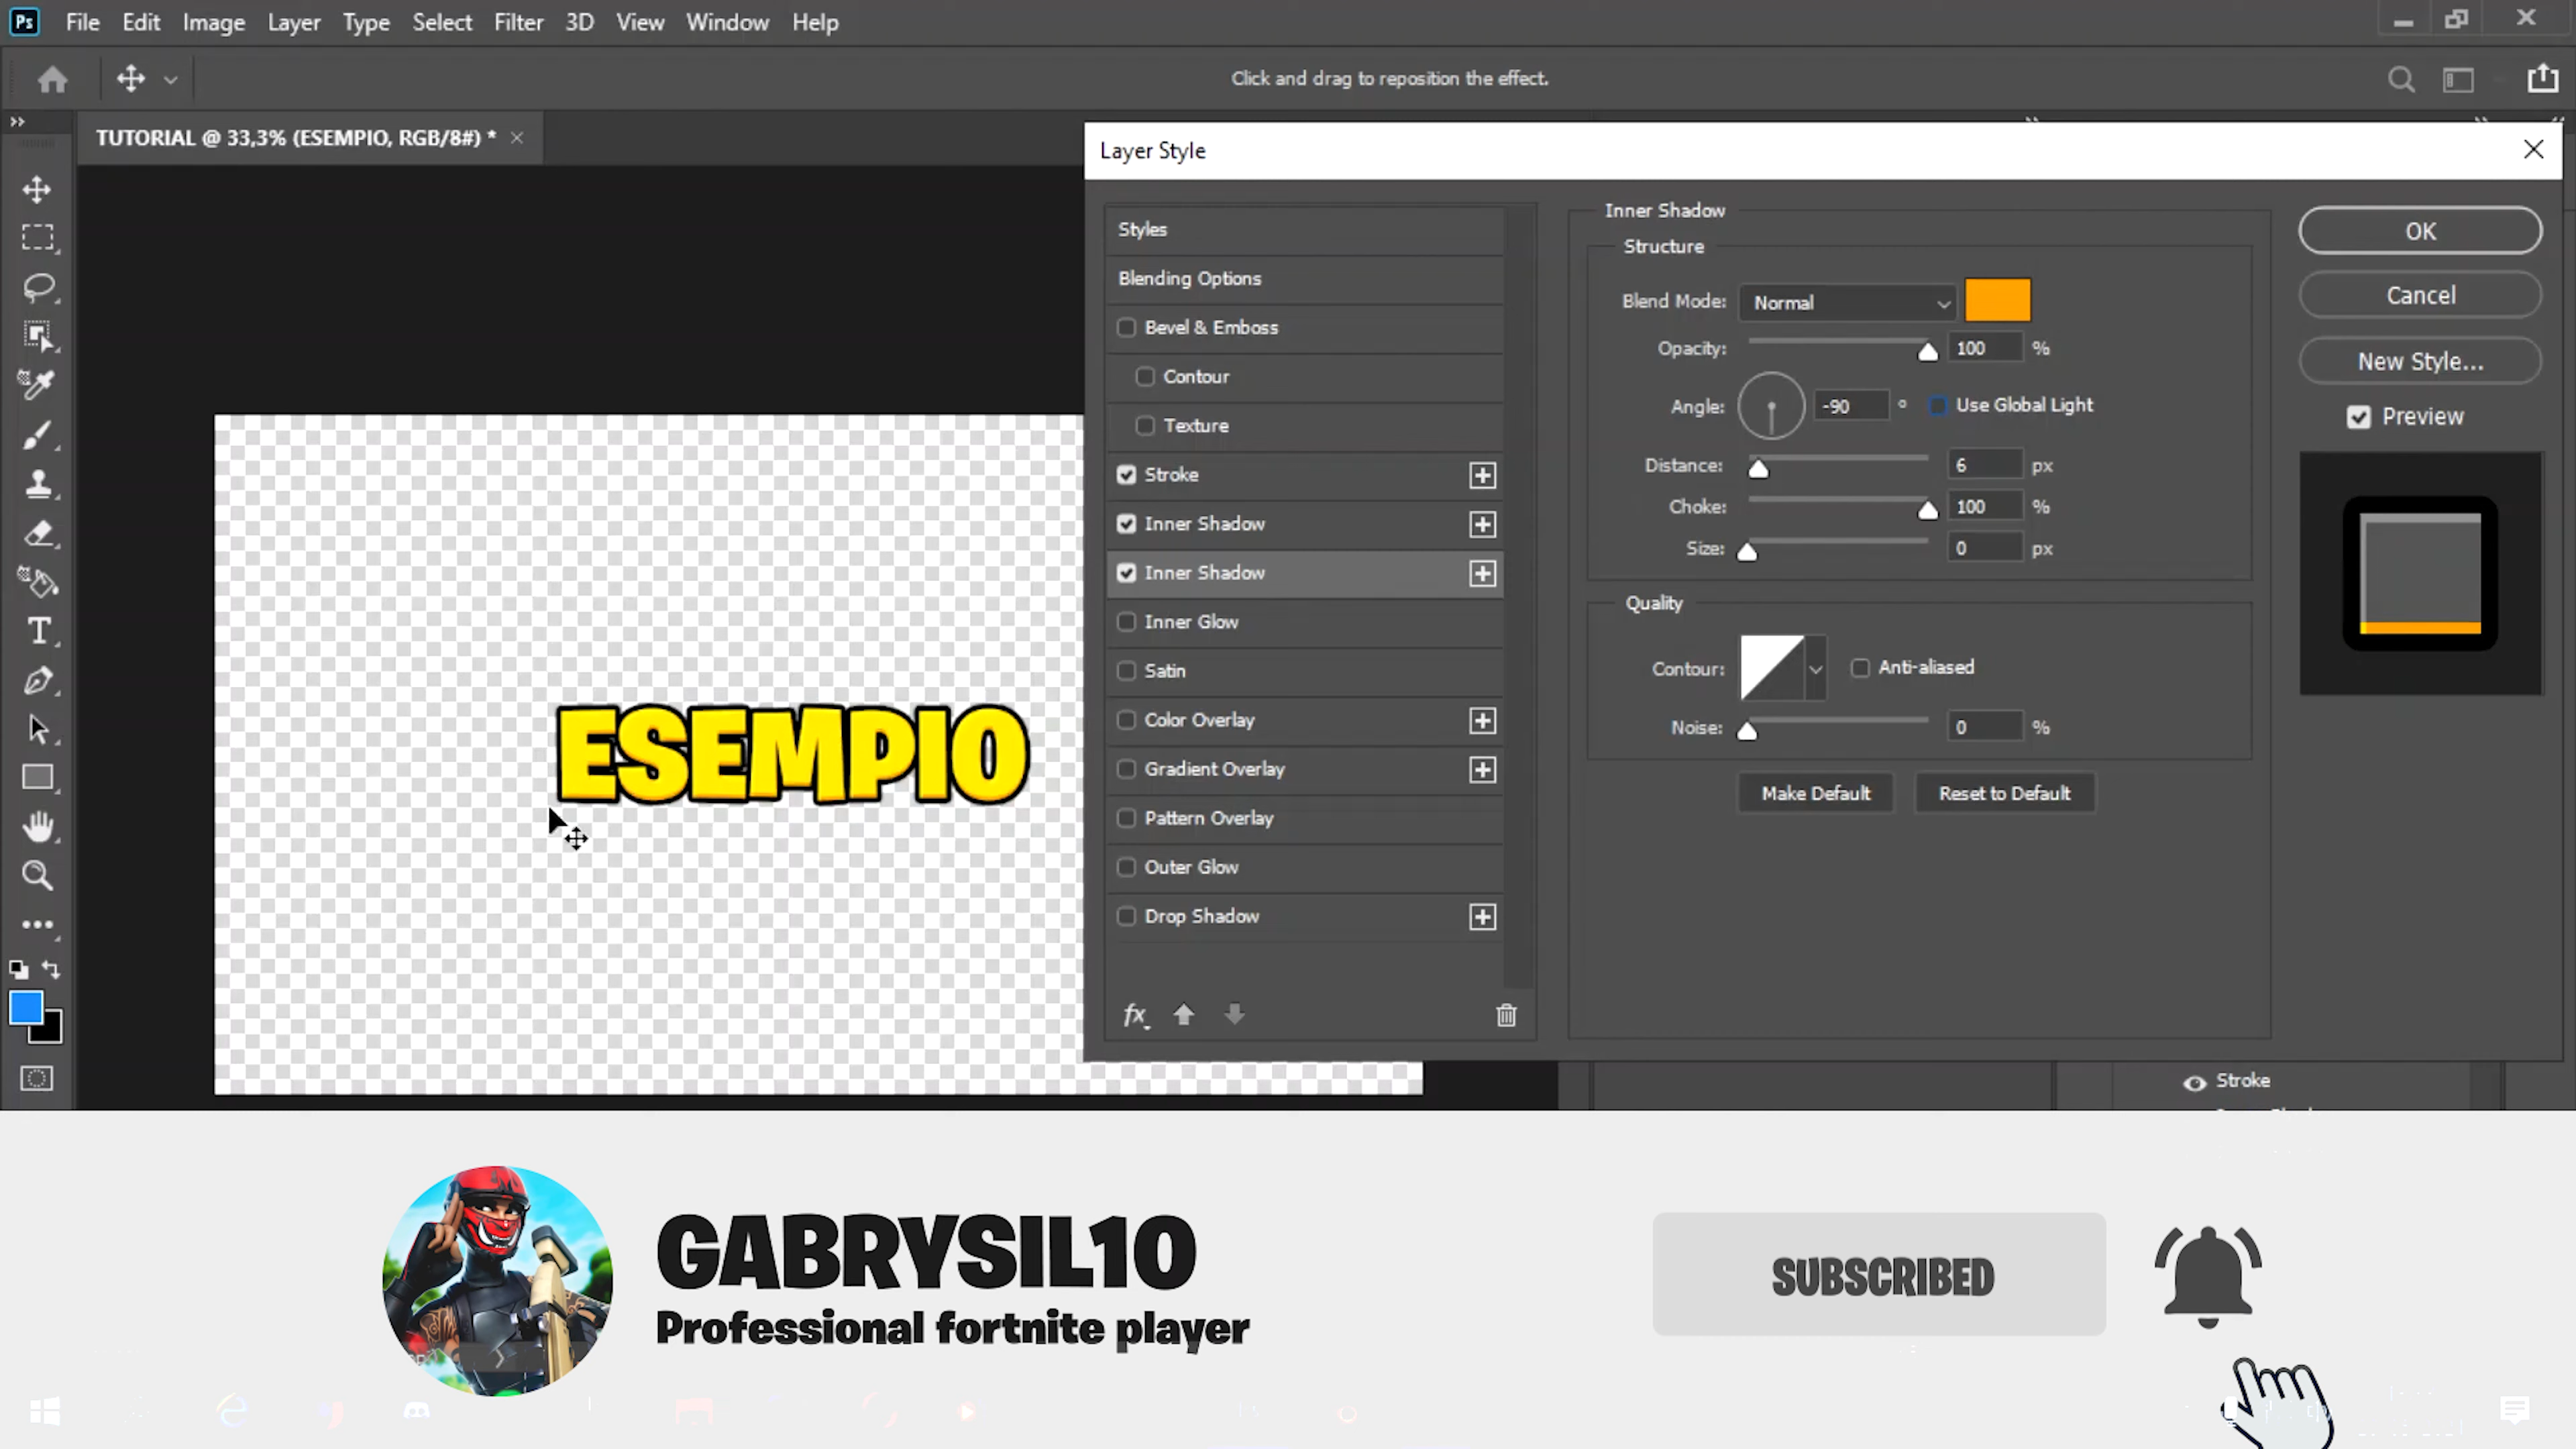 Ps File Edit Image Layer Type Select Filter 3D View Window Help
Click and drag to reposition the effect.
TUTORIAL @ 33,3% (ESEMPIO, RGB/8#) *
Layer Style
Styles
Blending Options
Bevel & Emboss
Contour
Texture
Stroke
Inner Shadow
Inner Shadow
Inner Glow
Satin
Color Overlay
Gradient Overlay
Pattern Overlay
Outer Glow
Drop Shadow
fx
Inner Shadow
Structure
Blend Mode: Normal
Opacity: 100 %
Angle: -90 ° Use Global Light
Distance: 6 px
Choke: 100 %
Size: 0 px
Quality
Contour: Anti-aliased
Noise: 0 %
Make Default Reset to Default
OK
Cancel
New Style...
Preview
ESEMPIO
Stroke
GABRYSIL10
Professional fortnite player
SUBSCRIBED